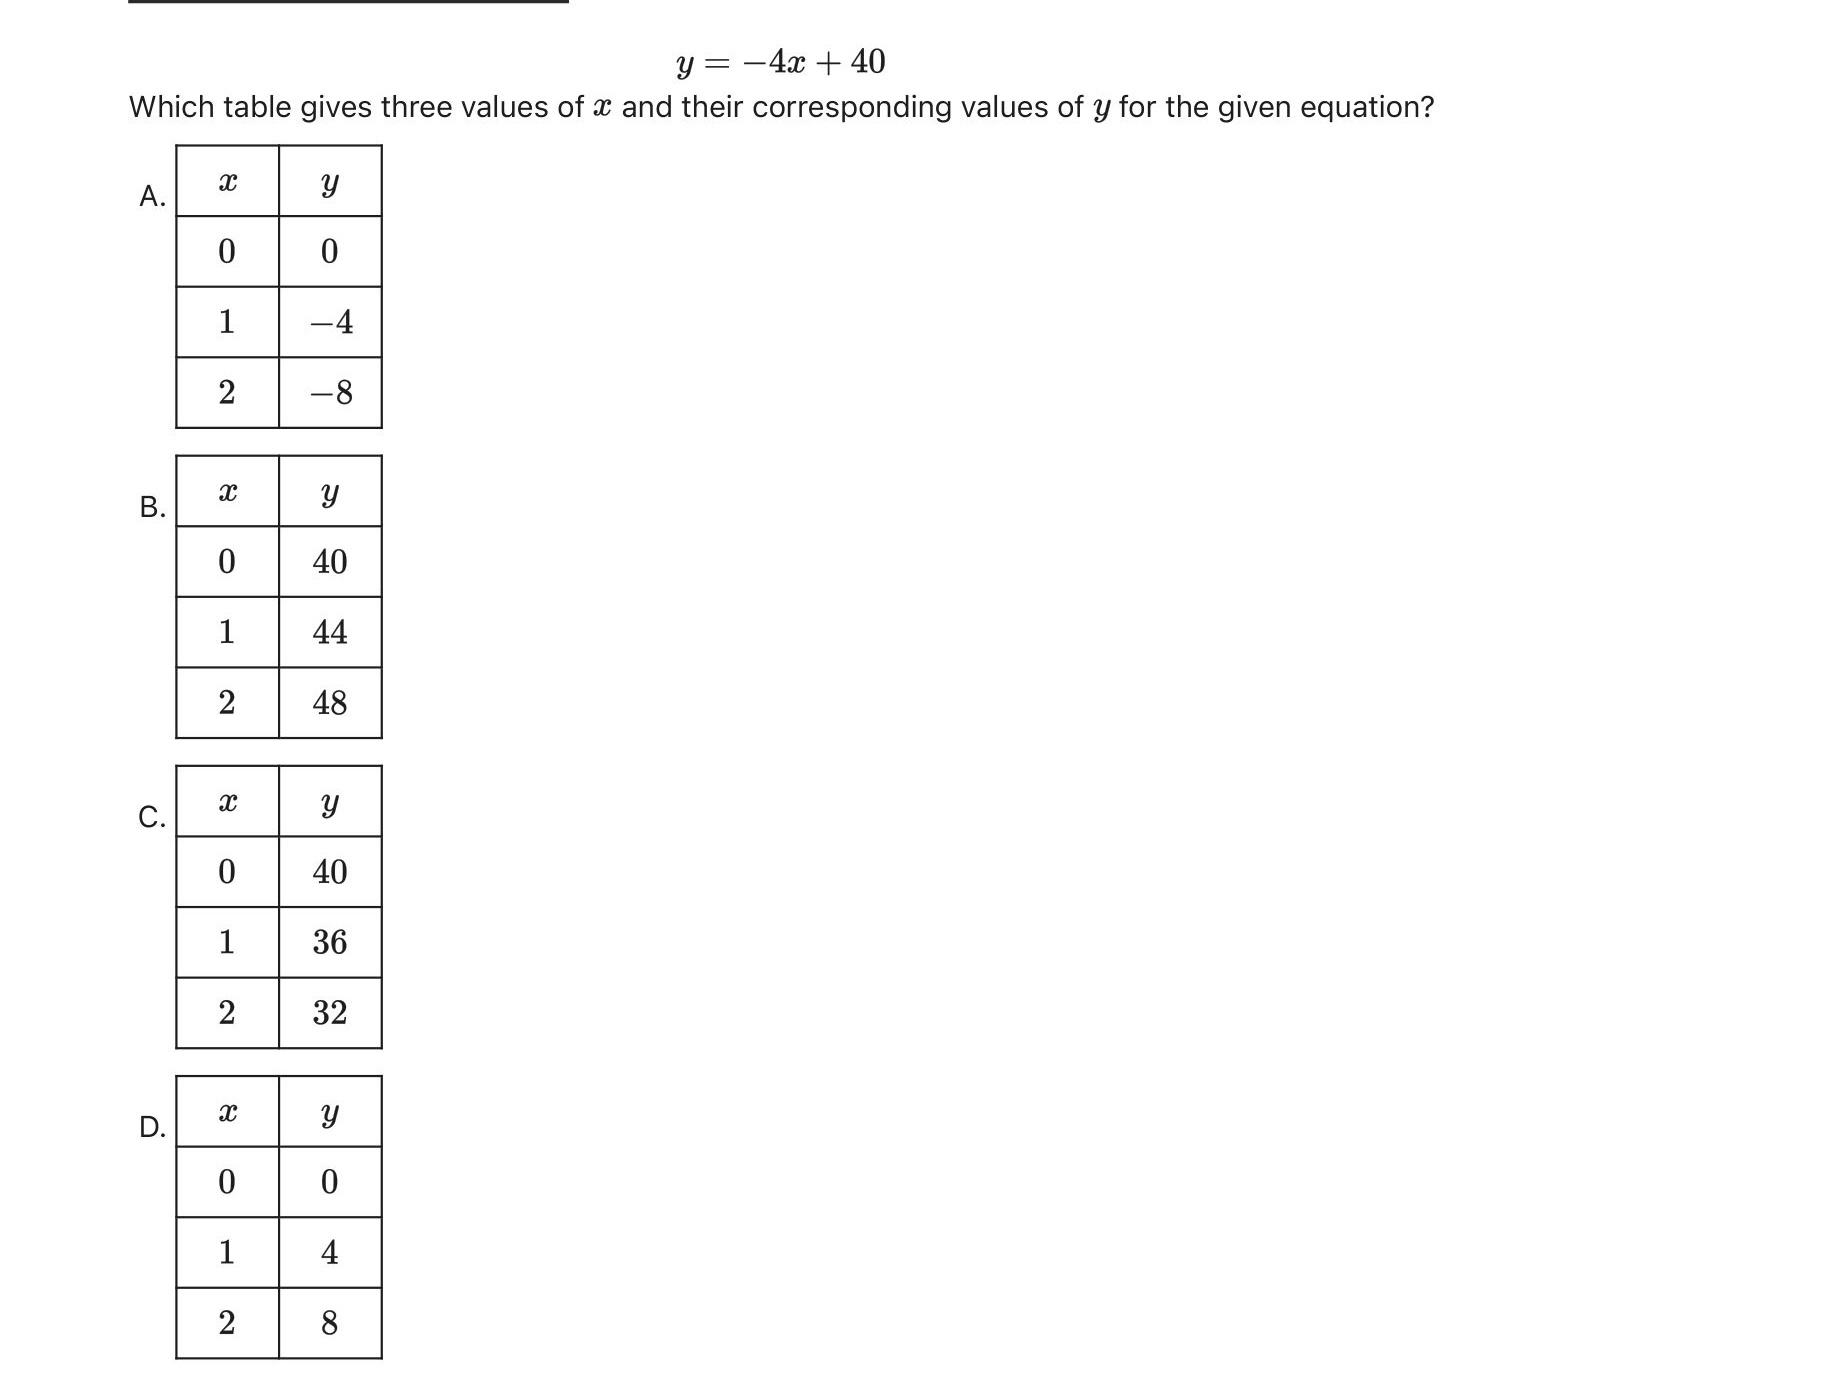 y = −4x + 40
Which table gives three values of x and their corresponding values of y for the given equation?
A.
x y
0 0
1 −4
2 −8
B.
x y
0 40
1 44
2 48
C.
x y
0 40
1 36
2 32
D.
x y
0 0
1 4
2 8